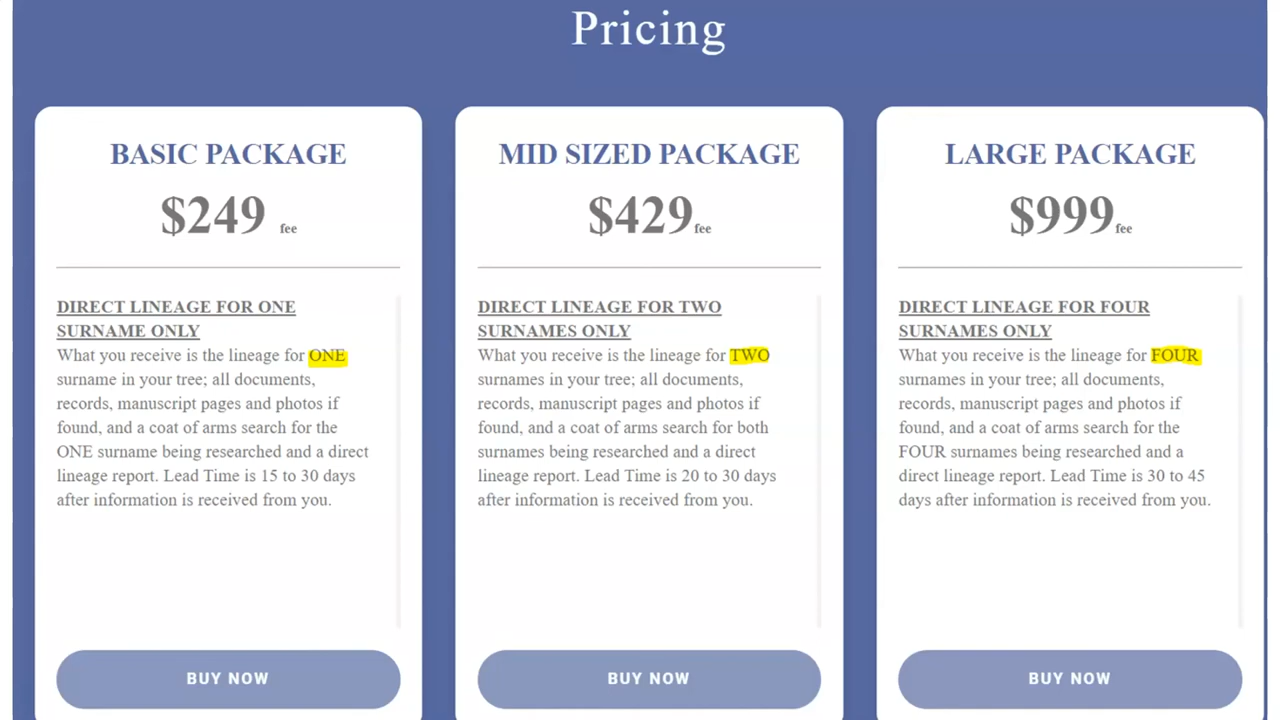 Pricing
BASIC PACKAGE
$249 fee
DIRECT LINEAGE FOR ONE
SURNAME ONLY
What you receive is the lineage for ONE
surname in your tree; all documents,
records, manuscript pages and photos if
found, and a coat of arms search for the
ONE surname being researched and a direct
lineage report. Lead Time is 15 to 30 days
after information is received from you.
BUY NOW
MID SIZED PACKAGE
$429 fee
DIRECT LINEAGE FOR TWO
SURNAMES ONLY
What you receive is the lineage for TWO
surnames in your tree; all documents,
records, manuscript pages and photos if
found, and a coat of arms search for both
surnames being researched and a direct
lineage report. Lead Time is 20 to 30 days
after information is received from you.
BUY NOW
LARGE PACKAGE
$999 fee
DIRECT LINEAGE FOR FOUR
SURNAMES ONLY
What you receive is the lineage for FOUR
surnames in your tree; all documents,
records, manuscript pages and photos if
found, and a coat of arms search for the
FOUR surnames being researched and a
direct lineage report. Lead Time is 30 to 45
days after information is received from you.
BUY NOW